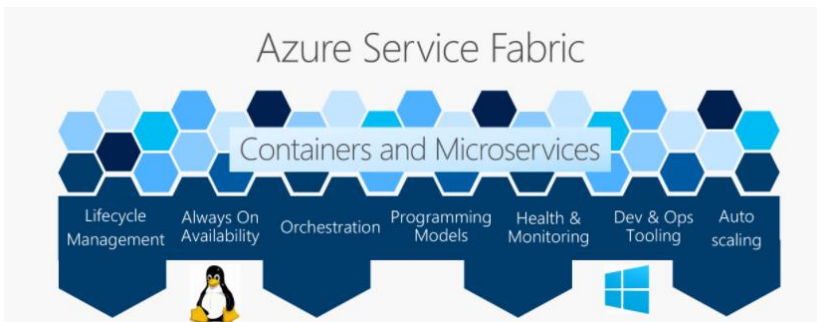 Azure Service Fabric
Containers and Microservices
Lifecycle
Management
Always On
Availability
Orchestration
Programming
Models
Health &
Monitoring
Dev & Ops
Tooling
Auto
scaling